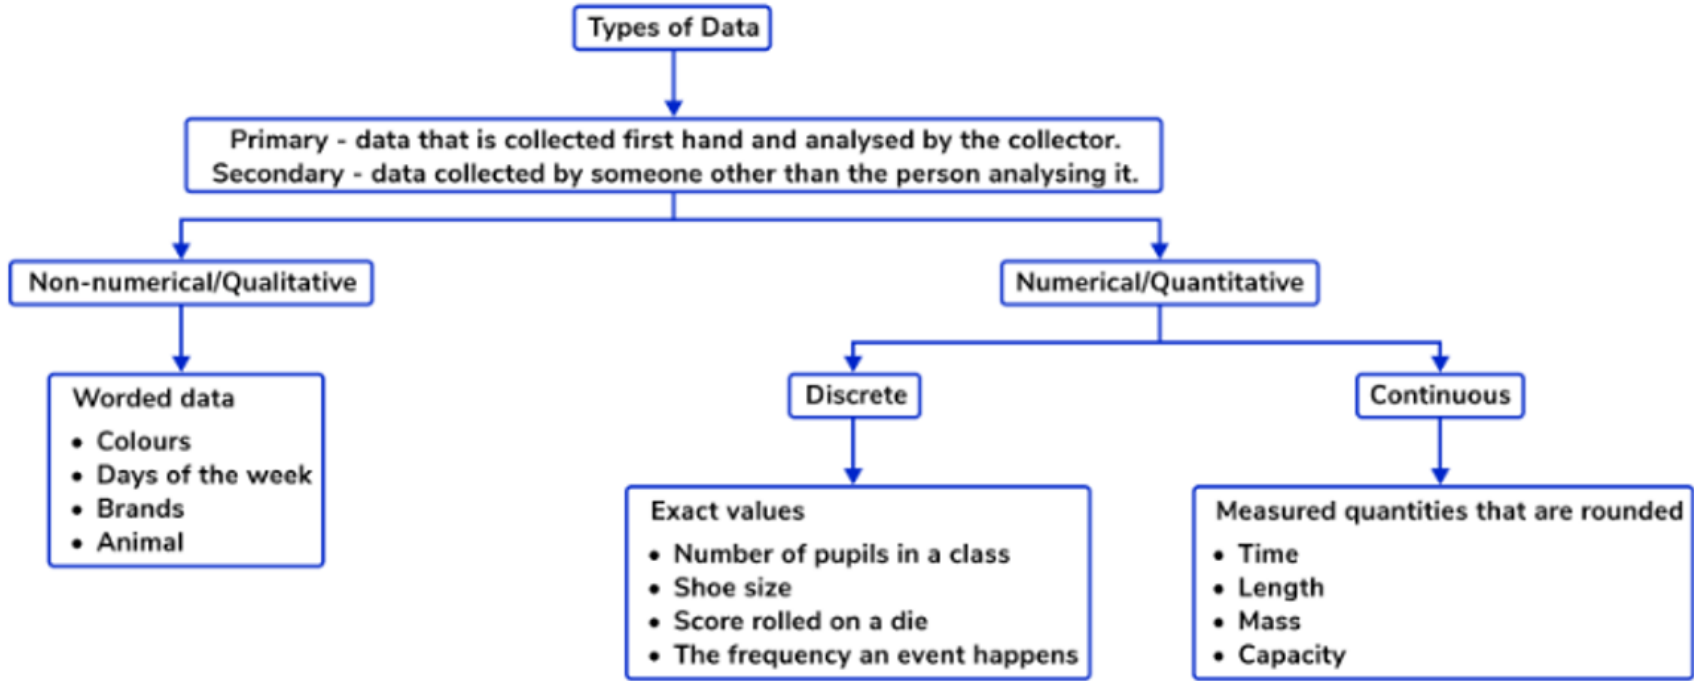 Types of Data
Primary - data that is collected first hand and analysed by the collector.
Secondary - data collected by someone other than the person analysing it.
Non-numerical/Qualitative
Numerical/Quantitative
Worded data
• Colours
• Days of the week
• Brands
• Animal
Discrete
Continuous
Exact values
• Number of pupils in a class
• Shoe size
• Score rolled on a die
• The frequency an event happens
Measured quantities that are rounded
• Time
• Length
• Mass
• Capacity